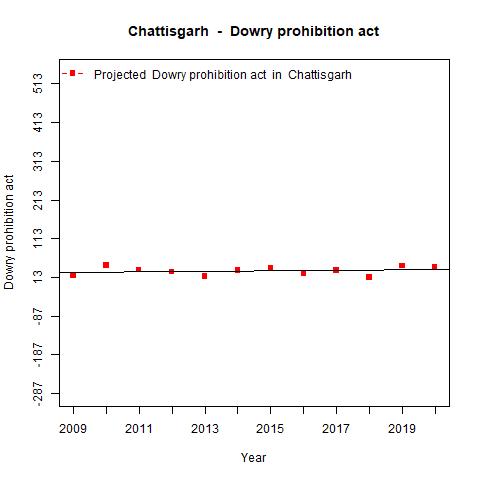 Chattisgarh - Dowry prohibition act
Projected Dowry prohibition act in Chattisgarh
Dowry prohibition act
513
413
313
213
113
13
-87
-187
-287
2009 2011 2013 2015 2017 2019
Year